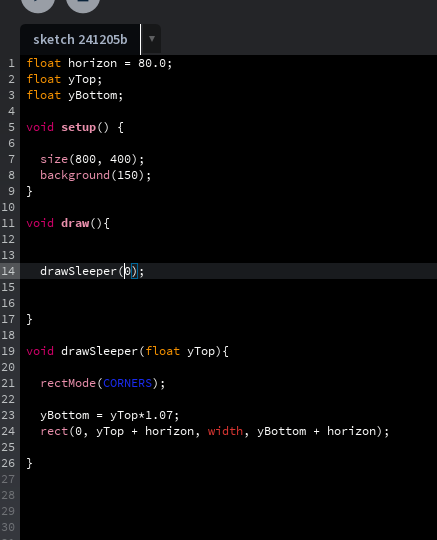 sketch 241205b
1 float horizon = 80.0;
2 float yTop;
3 float yBottom;
4
5 void setup() {
6
7 size(800, 400);
8 background(150);
9 }
10
11 void draw(){
12
13
14 drawSleeper(0);
15
16
17 }
18
19 void drawSleeper(float yTop){
20
21 rectMode(CORNERS);
22
23 yBottom = yTop*1.07;
24 rect(0, yTop + horizon, width, yBottom + horizon);
25
26 }
27
28
29
30